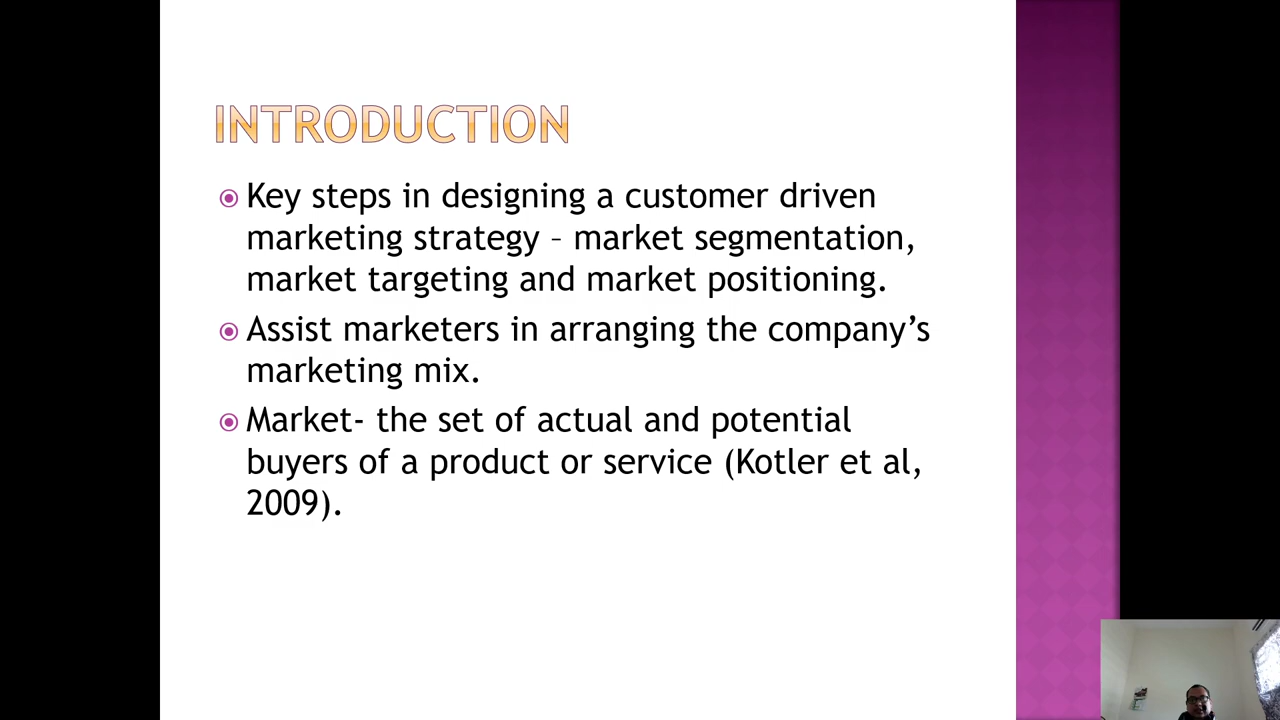 INTRODUCTION
Key steps in designing a customer driven
marketing strategy – market segmentation,
market targeting and market positioning.
Assist marketers in arranging the company’s
marketing mix.
Market- the set of actual and potential
buyers of a product or service (Kotler et al,
2009).